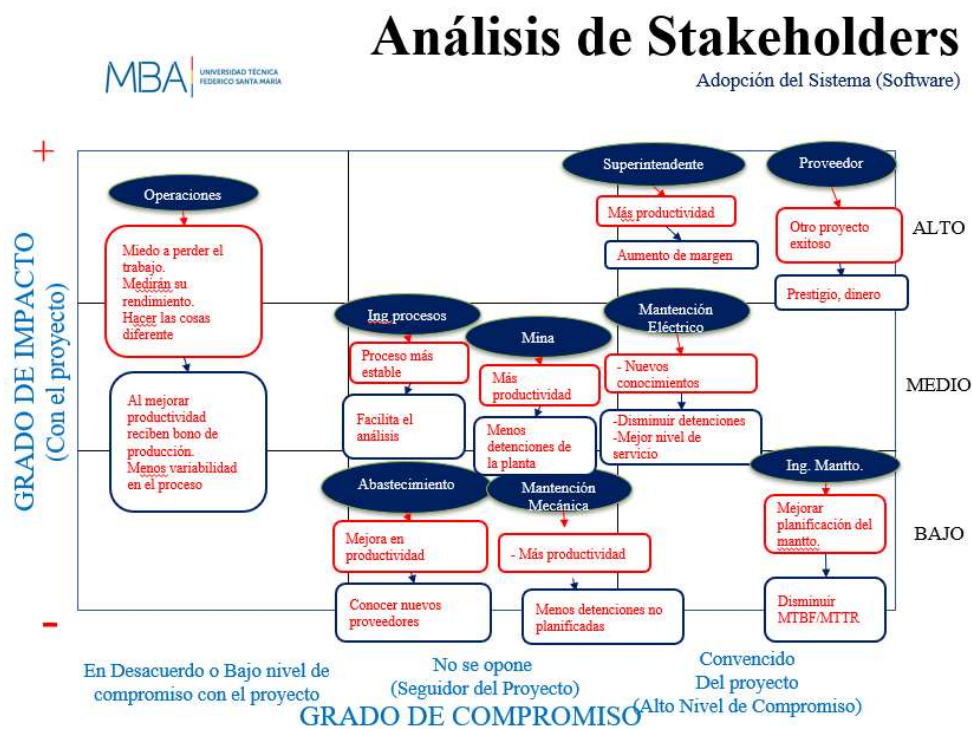 Análisis de Stakeholders
MBA
UNIVERSIDAD TÉCNICA
FEDERICO SANTA MARÍA
Adopción del Sistema (Software)
+
GRADO DE IMPACTO
(Con el proyecto)
-
Operaciones
Miedo a perder el
trabajo.
Medirán su
rendimiento.
Hacer las cosas
diferente
Al mejorar
productividad
reciben bono de
producción.
Menos variabilidad
en el proceso
Superintendente
Más productividad
Aumento de margen
Proveedor
Otro proyecto
exitoso
Prestigio, dinero
ALTO
Ing procesos
Proceso más
estable
Facilita el
análisis
Mina
Más
productividad
Menos
detenciones de
la planta
Mantención
Eléctrico
- Nuevos
conocimientos
-Disminuir detenciones
-Mejor nivel de
servicio
MEDIO
Abastecimiento
Mejora en
productividad
Conocer nuevos
proveedores
Mantención
Mecánica
- Más productividad
Menos detenciones no
planificadas
Ing. Mantto.
Mejorar
planificación del
mantto.
Disminuir
MTBF/MTTR
BAJO
En Desacuerdo o Bajo nivel de
compromiso con el proyecto
No se opone
(Seguidor del Proyecto)
Convencido
Del proyecto
(Alto Nivel de Compromiso)
GRADO DE COMPROMISO